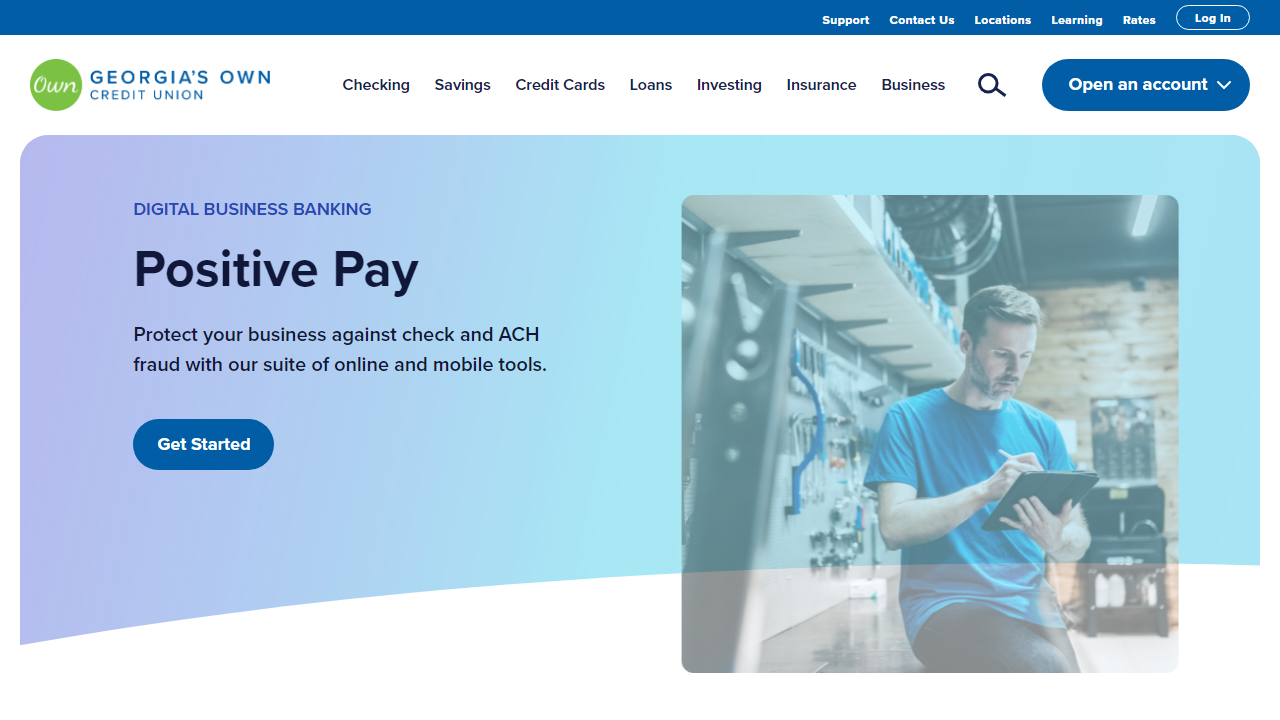 Support Contact Us Locations Learning Rates Log In
Own GEORGIA'S OWN
CREDIT UNION
Checking Savings Credit Cards Loans Investing Insurance Business Open an account
DIGITAL BUSINESS BANKING
Positive Pay
Protect your business against check and ACH
fraud with our suite of online and mobile tools.
Get Started